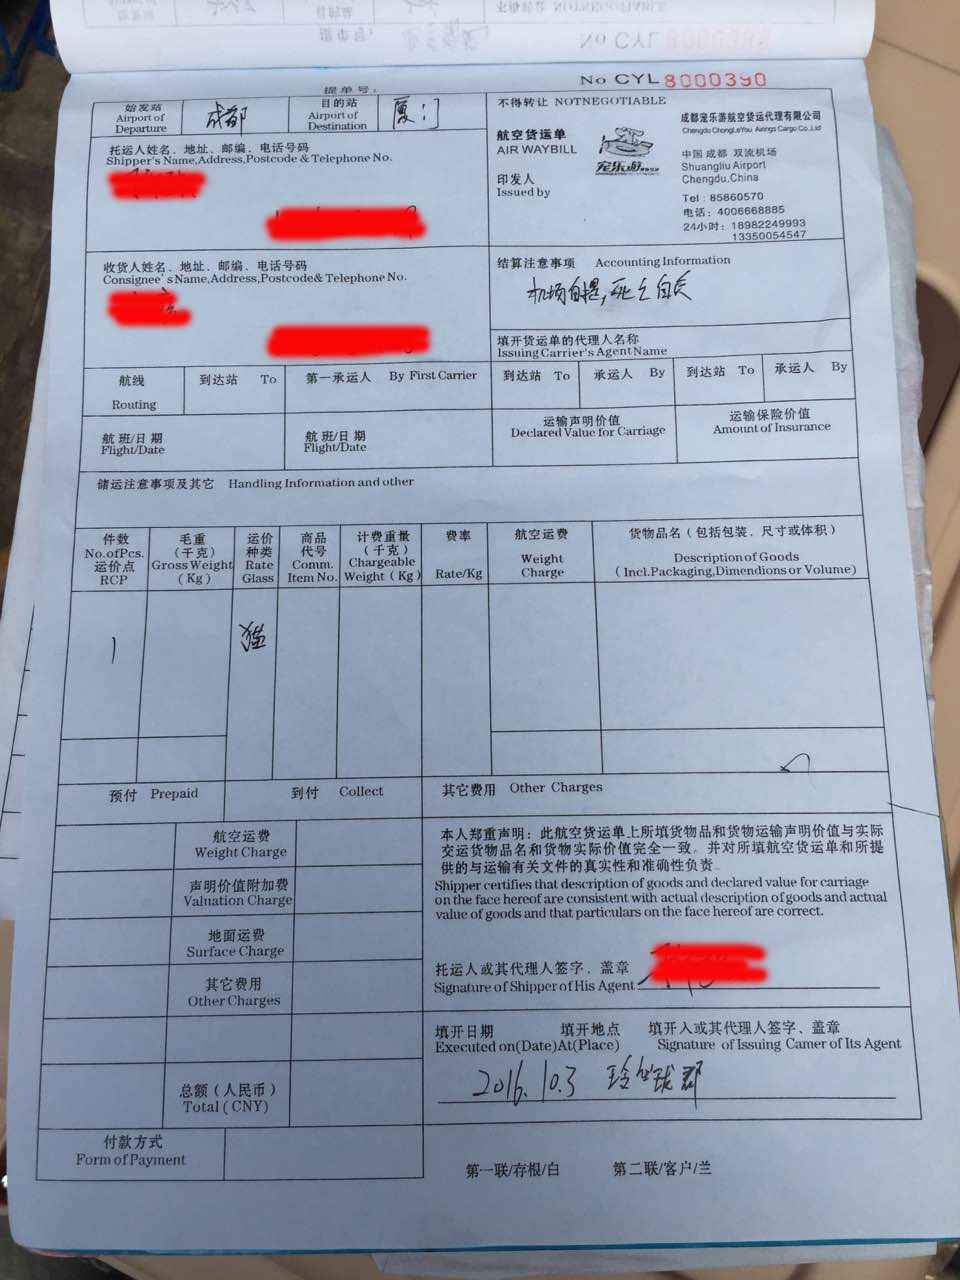 No CYL 8000390
提单号：
始发站
Airport of
Departure
成都
目的站
Airport of
Destination
厦门
不得转让 NOTNEGOTIABLE
航空货运单
AIR WAYBILL
印发人
Issued by
宠乐游
成都宠乐游航空货运代理有限公司
Chengdu ChongLeYou Airings Cargo Co.,Ltd
中国 成都 双流机场
Shuangliu Airport
Chengdu,China
Tel：85860570
电话：4006668885
24小时：18982249993
13350054547
托运人姓名、地址、邮编、电话号码
Shipper's Name,Address,Postcode & Telephone No.
收货人姓名、地址、邮编、电话号码
Consignee's Name,Address,Postcode& Telephone No.
结算注意事项 Accounting Information
机场自提，死亡自负
填开货运单的代理人名称
Issuing Carrier's Agent Name
航线
Routing
到达站 To
第一承运人 By First Carrier
到达站 To
承运人 By
到达站 To
承运人 By
航班/日期
Flight/Date
航班/日期
Flight/Date
运输声明价值
Declared Value for Carriage
运输保险价值
Amount of Insurance
储运注意事项及其它 Handling Information and other
件数
No.ofPcs.
运价点
RCP
毛重
（千克）
Gross Weight
（Kg）
运价
种类
Rate
Glass
商品
代号
Comm.
Item No.
计费重量
（千克）
Chargeable
Weight（Kg）
费率
Rate/Kg
航空运费
Weight
Charge
货物品名（包括包装、尺寸或体积）
Description of Goods
（Incl.Packaging,Dimendions or Volume）
1
猫
预付 Prepaid
到付 Collect
其它费用 Other Charges
航空运费
Weight Charge
声明价值附加费
Valuation Charge
地面运费
Surface Charge
其它费用
Other Charges
总额（人民币）
Total（CNY）
付款方式
Form of Payment
本人郑重声明：此航空货运单上所填货物品和货物运输声明价值与实际
交运货物品名和货物实际价值完全一致。并对所填航空货运单和所提
供的与运输有关文件的真实性和准确性负责。
Shipper certifies that description of goods and declared value for carriage
on the face hereof are consistent with actual description of goods and actual
value of goods and that particulars on the face hereof are correct.
托运人或其代理人签字、盖章
Signature of Shipper of His Agent
填开日期 填开地点 填开入或其代理人签字、盖章
Executed on(Date)At(Place) Signature of Issuing Camer of Its Agent
2016.10.3
第一联/存根/白 第二联/客户/兰